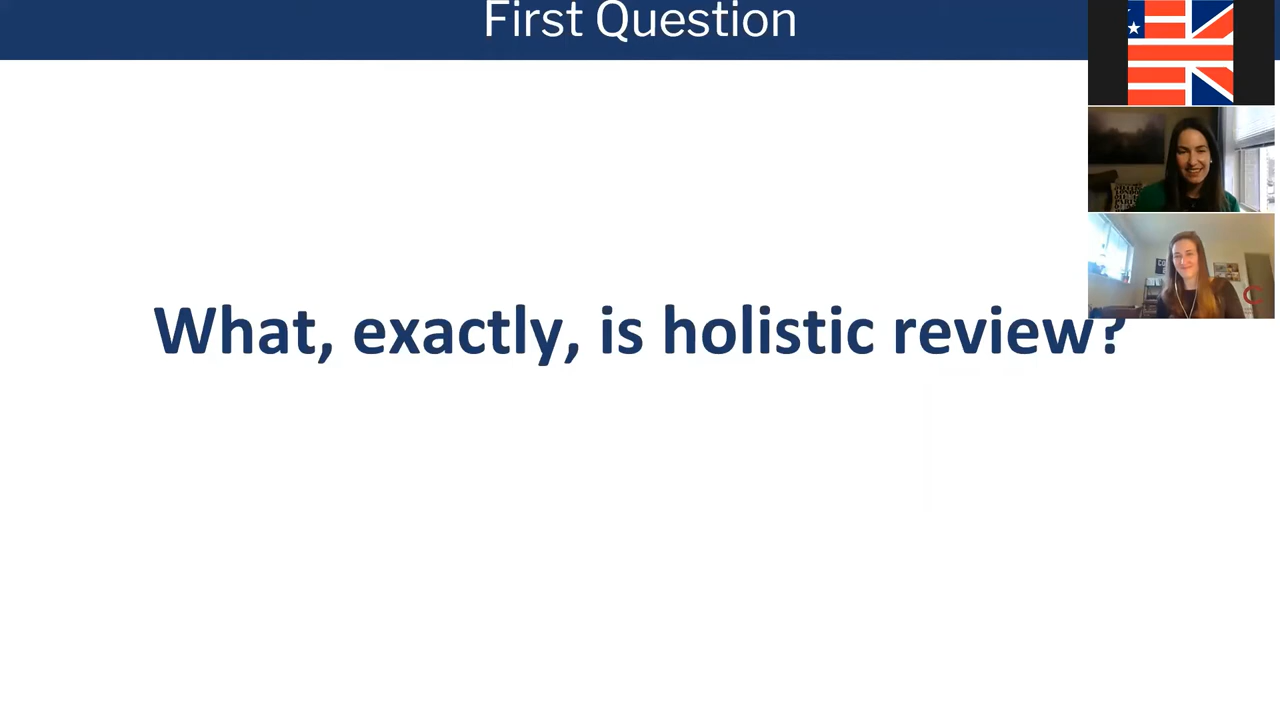 First Question
What, exactly, is holistic review?